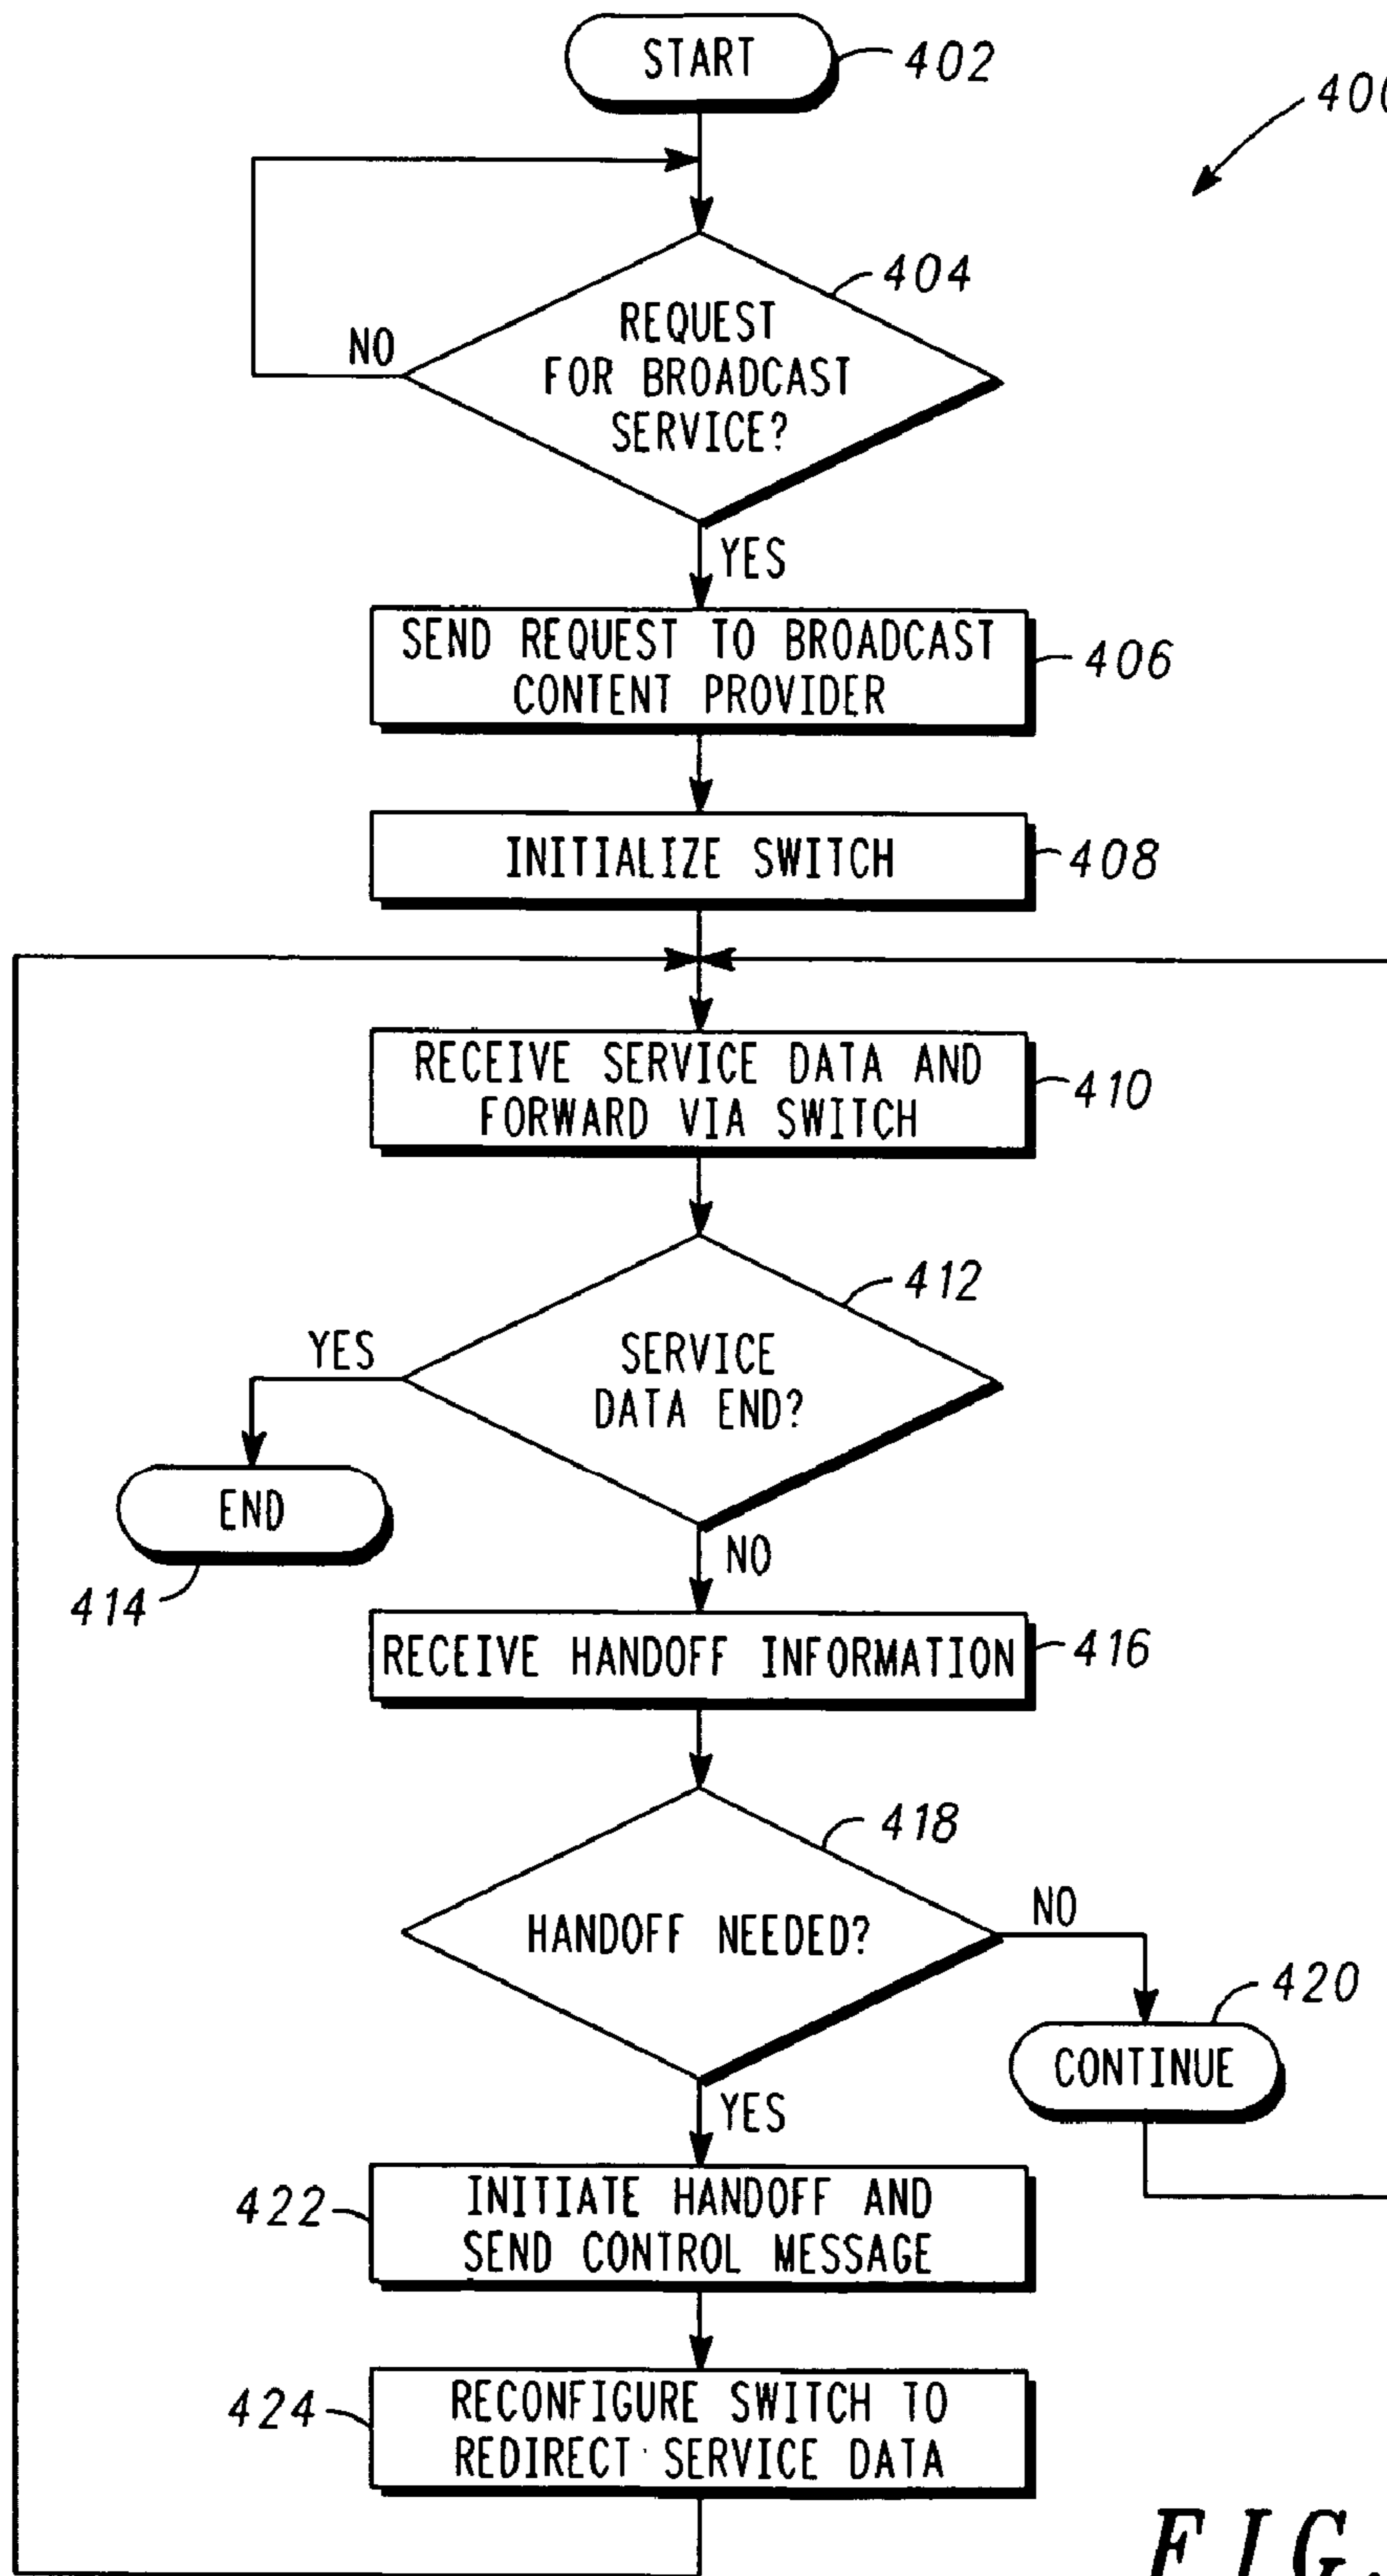 START
402
404
REQUEST
FOR BROADCAST
SERVICE?
NO
YES
SEND REQUEST TO BROADCAST
CONTENT PROVIDER
406
INITIALIZE SWITCH
408
RECEIVE SERVICE DATA AND
FORWARD VIA SWITCH
410
412
YES
SERVICE
DATA END?
END
414
NO
RECEIVE HANDOFF INFORMATION
416
418
HANDOFF NEEDED?
NO
420
CONTINUE
YES
422
INITIATE HANDOFF AND
SEND CONTROL MESSAGE
424
RECONFIGURE SWITCH TO
REDIRECT SERVICE DATA
FIG.